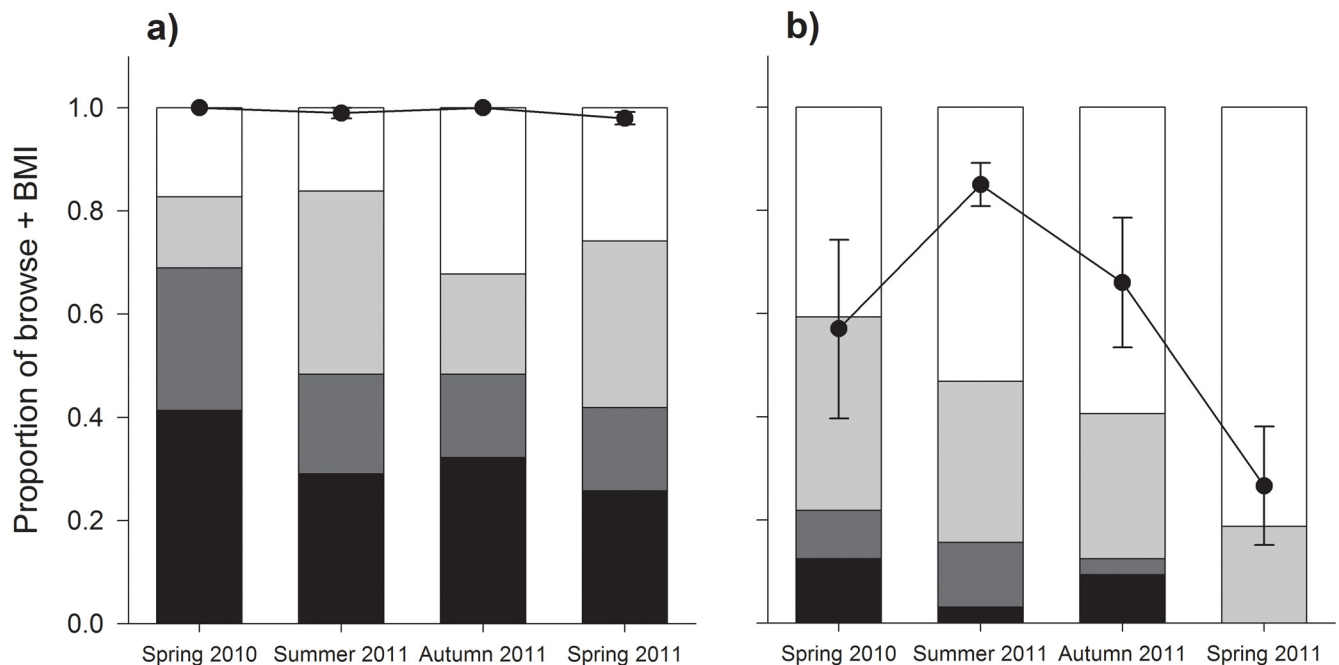 a)
b)
Proportion of browse + BMI
1.0
0.8
0.6
0.4
0.2
0.0
Spring 2010 Summer 2011 Autumn 2011 Spring 2011
Spring 2010 Summer 2011 Autumn 2011 Spring 2011